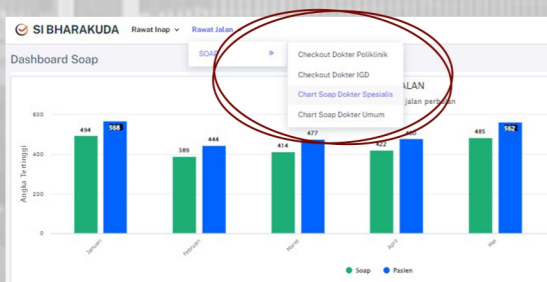 SI BHARAKUDA Rawat Inap Rawat Jalan
SOAP »
Checkout Dokter Poliklinik
Dashboard Soap
Checkout Dokter IGD
Chart Soap Dokter Spesialis
ALAN
jalan perbulan
Chart Soap Dokter Umum
Angka Tertinggi
600
400
200
0
494
568
389
444
414
477
422
485
562
Januari
Februari
Maret
April
Mei
Soap Pasien